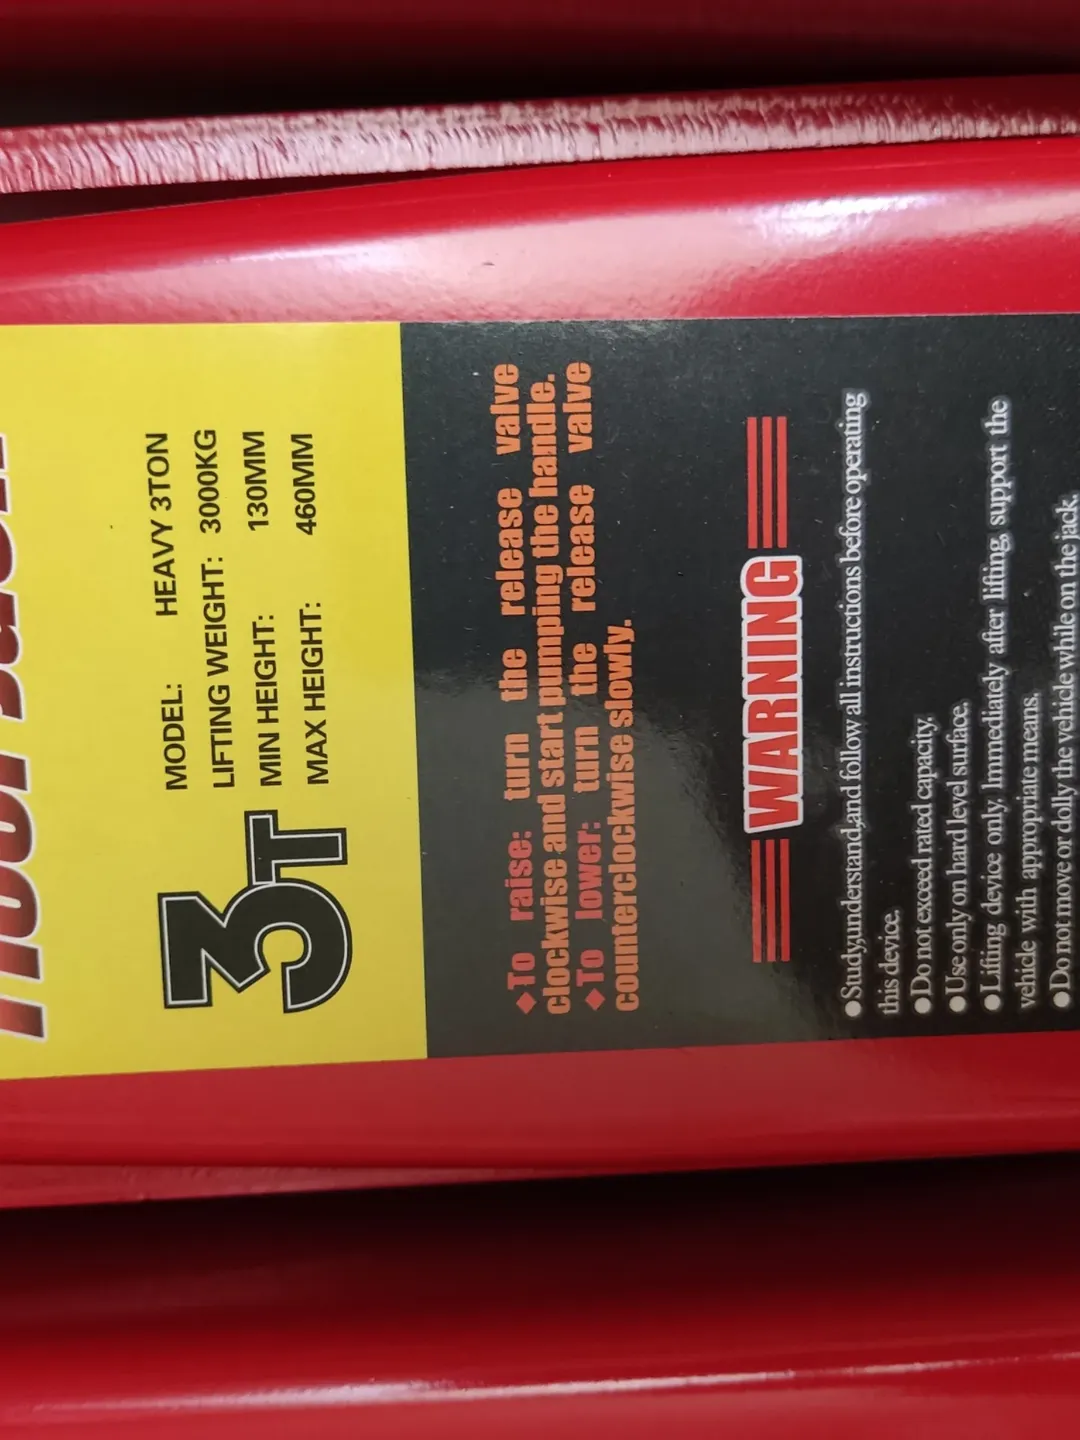 Floor Jack
3T
MODEL: HEAVY 3TON
LIFTING WEIGHT: 3000KG
MIN HEIGHT: 130MM
MAX HEIGHT: 460MM
◆To raise: turn the release valve
clockwise and start pumping the handle.
◆To lower: turn the release valve
counterclockwise slowly.
WARNING
●Study,understand,and follow all instructions before operating
this device.
●Do not exceed rated capacity.
●Use only on hard level surface.
●Lifting device only. Immediately after lifting, support the
vehicle with appropriate means.
●Do not move or dolly the vehicle while on the jack.